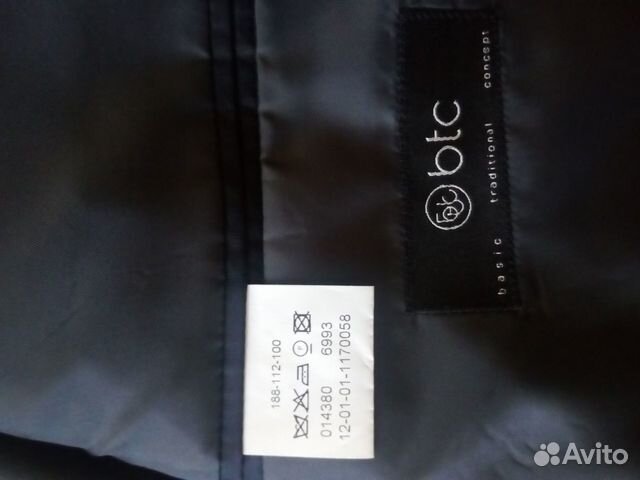 btc
basic traditional concept
188-112-100
P
014380 6993
12-01-01-1170058
Avito